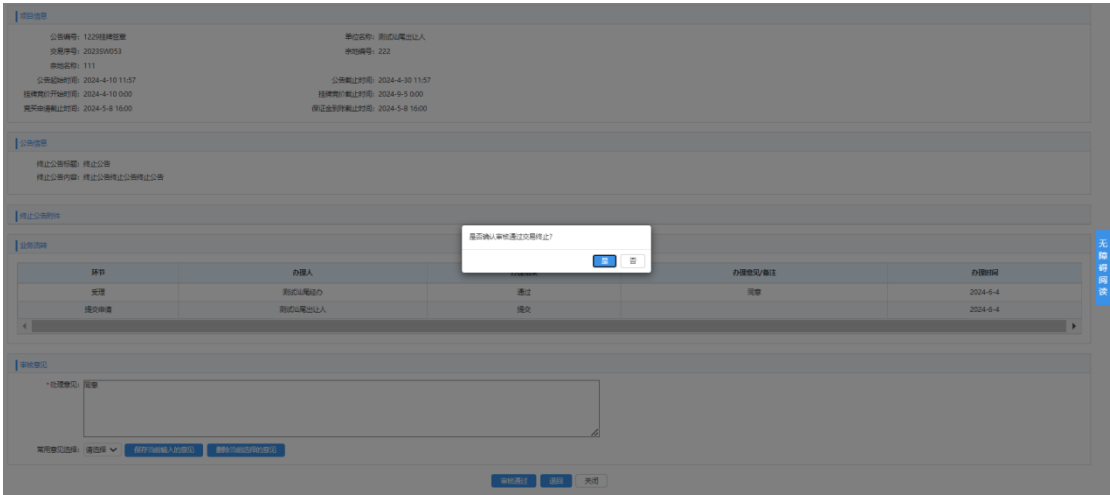 项目信息
公告编号：1229挂牌签章 单位名称：测试汕尾出让人
交易序号：2023SW053 宗地编号：222
宗地名称：111
公告起始时间：2024-4-10 11:57 公告截止时间：2024-4-30 11:57
挂牌竞价开始时间：2024-4-10 0:00 挂牌竞价截止时间：2024-9-5 0:00
竞买申请截止时间：2024-5-8 16:00 保证金到账截止时间：2024-5-8 16:00
公告信息
终止公告标题：终止公告
终止公告内容：终止公告终止公告终止公告
终止公告附件
是否确认审核通过交易终止？
是 否
业务流转
环节 办理人 办理意见/备注 办理时间
受理 测试汕尾经办 通过 同意 2024-6-4
提交申请 测试汕尾出让人 提交 2024-6-4
审核意见
*处理意见：同意
常用意见选择：请选择 保存当前输入的意见 删除当前选择的意见
审核通过 退回 关闭
无障碍阅读